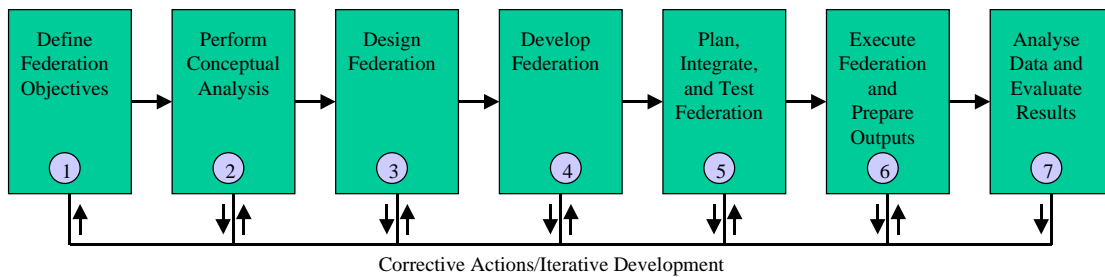 Define
Federation
Objectives
1
Perform
Conceptual
Analysis
2
Design
Federation
3
Develop
Federation
4
Plan,
Integrate,
and Test
Federation
5
Execute
Federation
and
Prepare
Outputs
6
Analyse
Data and
Evaluate
Results
7
Corrective Actions/Iterative Development